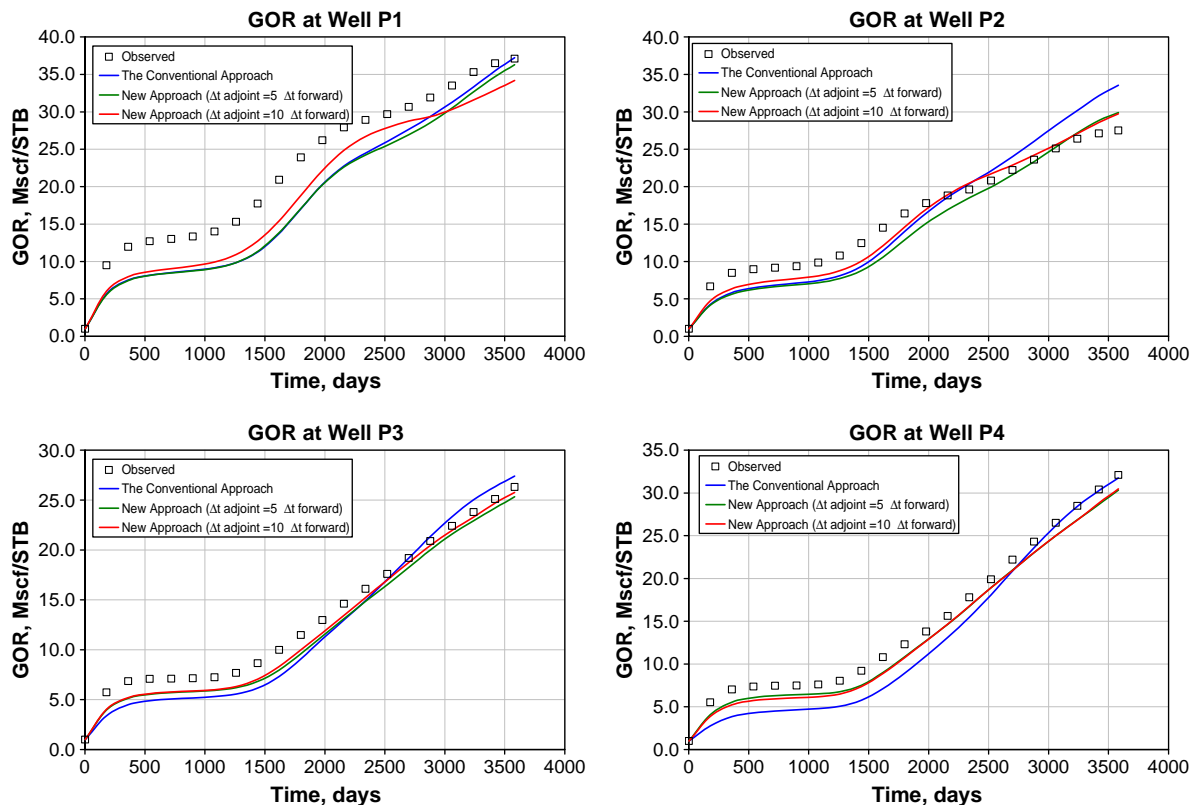 GOR at Well P1
40.0
35.0
30.0
25.0
20.0
15.0
10.0
5.0
0.0
GOR, Mscf/STB
Observed
The Conventional Approach
New Approach (Δt adjoint =5 Δt forward)
New Approach (Δt adjoint =10 Δt forward)
0 500 1000 1500 2000 2500 3000 3500 4000
Time, days
GOR at Well P2
40.0
35.0
30.0
25.0
20.0
15.0
10.0
5.0
0.0
GOR, Mscf/STB
Observed
The Conventional Approach
New Approach (Δt adjoint =5 Δt forward)
New Approach (Δt adjoint =10 Δt forward)
0 500 1000 1500 2000 2500 3000 3500 4000
Time, days
GOR at Well P3
30.0
25.0
20.0
15.0
10.0
5.0
0.0
GOR, Mscf/STB
Observed
The Conventional Approach
New Approach (Δt adjoint =5 Δt forward)
New Approach (Δt adjoint =10 Δt forward)
0 500 1000 1500 2000 2500 3000 3500 4000
Time, days
GOR at Well P4
35.0
30.0
25.0
20.0
15.0
10.0
5.0
0.0
GOR, Mscf/STB
Observed
The Conventional Approach
New Approach (Δt adjoint =5 Δt forward)
New Approach (Δt adjoint =10 Δt forward)
0 500 1000 1500 2000 2500 3000 3500 4000
Time, days